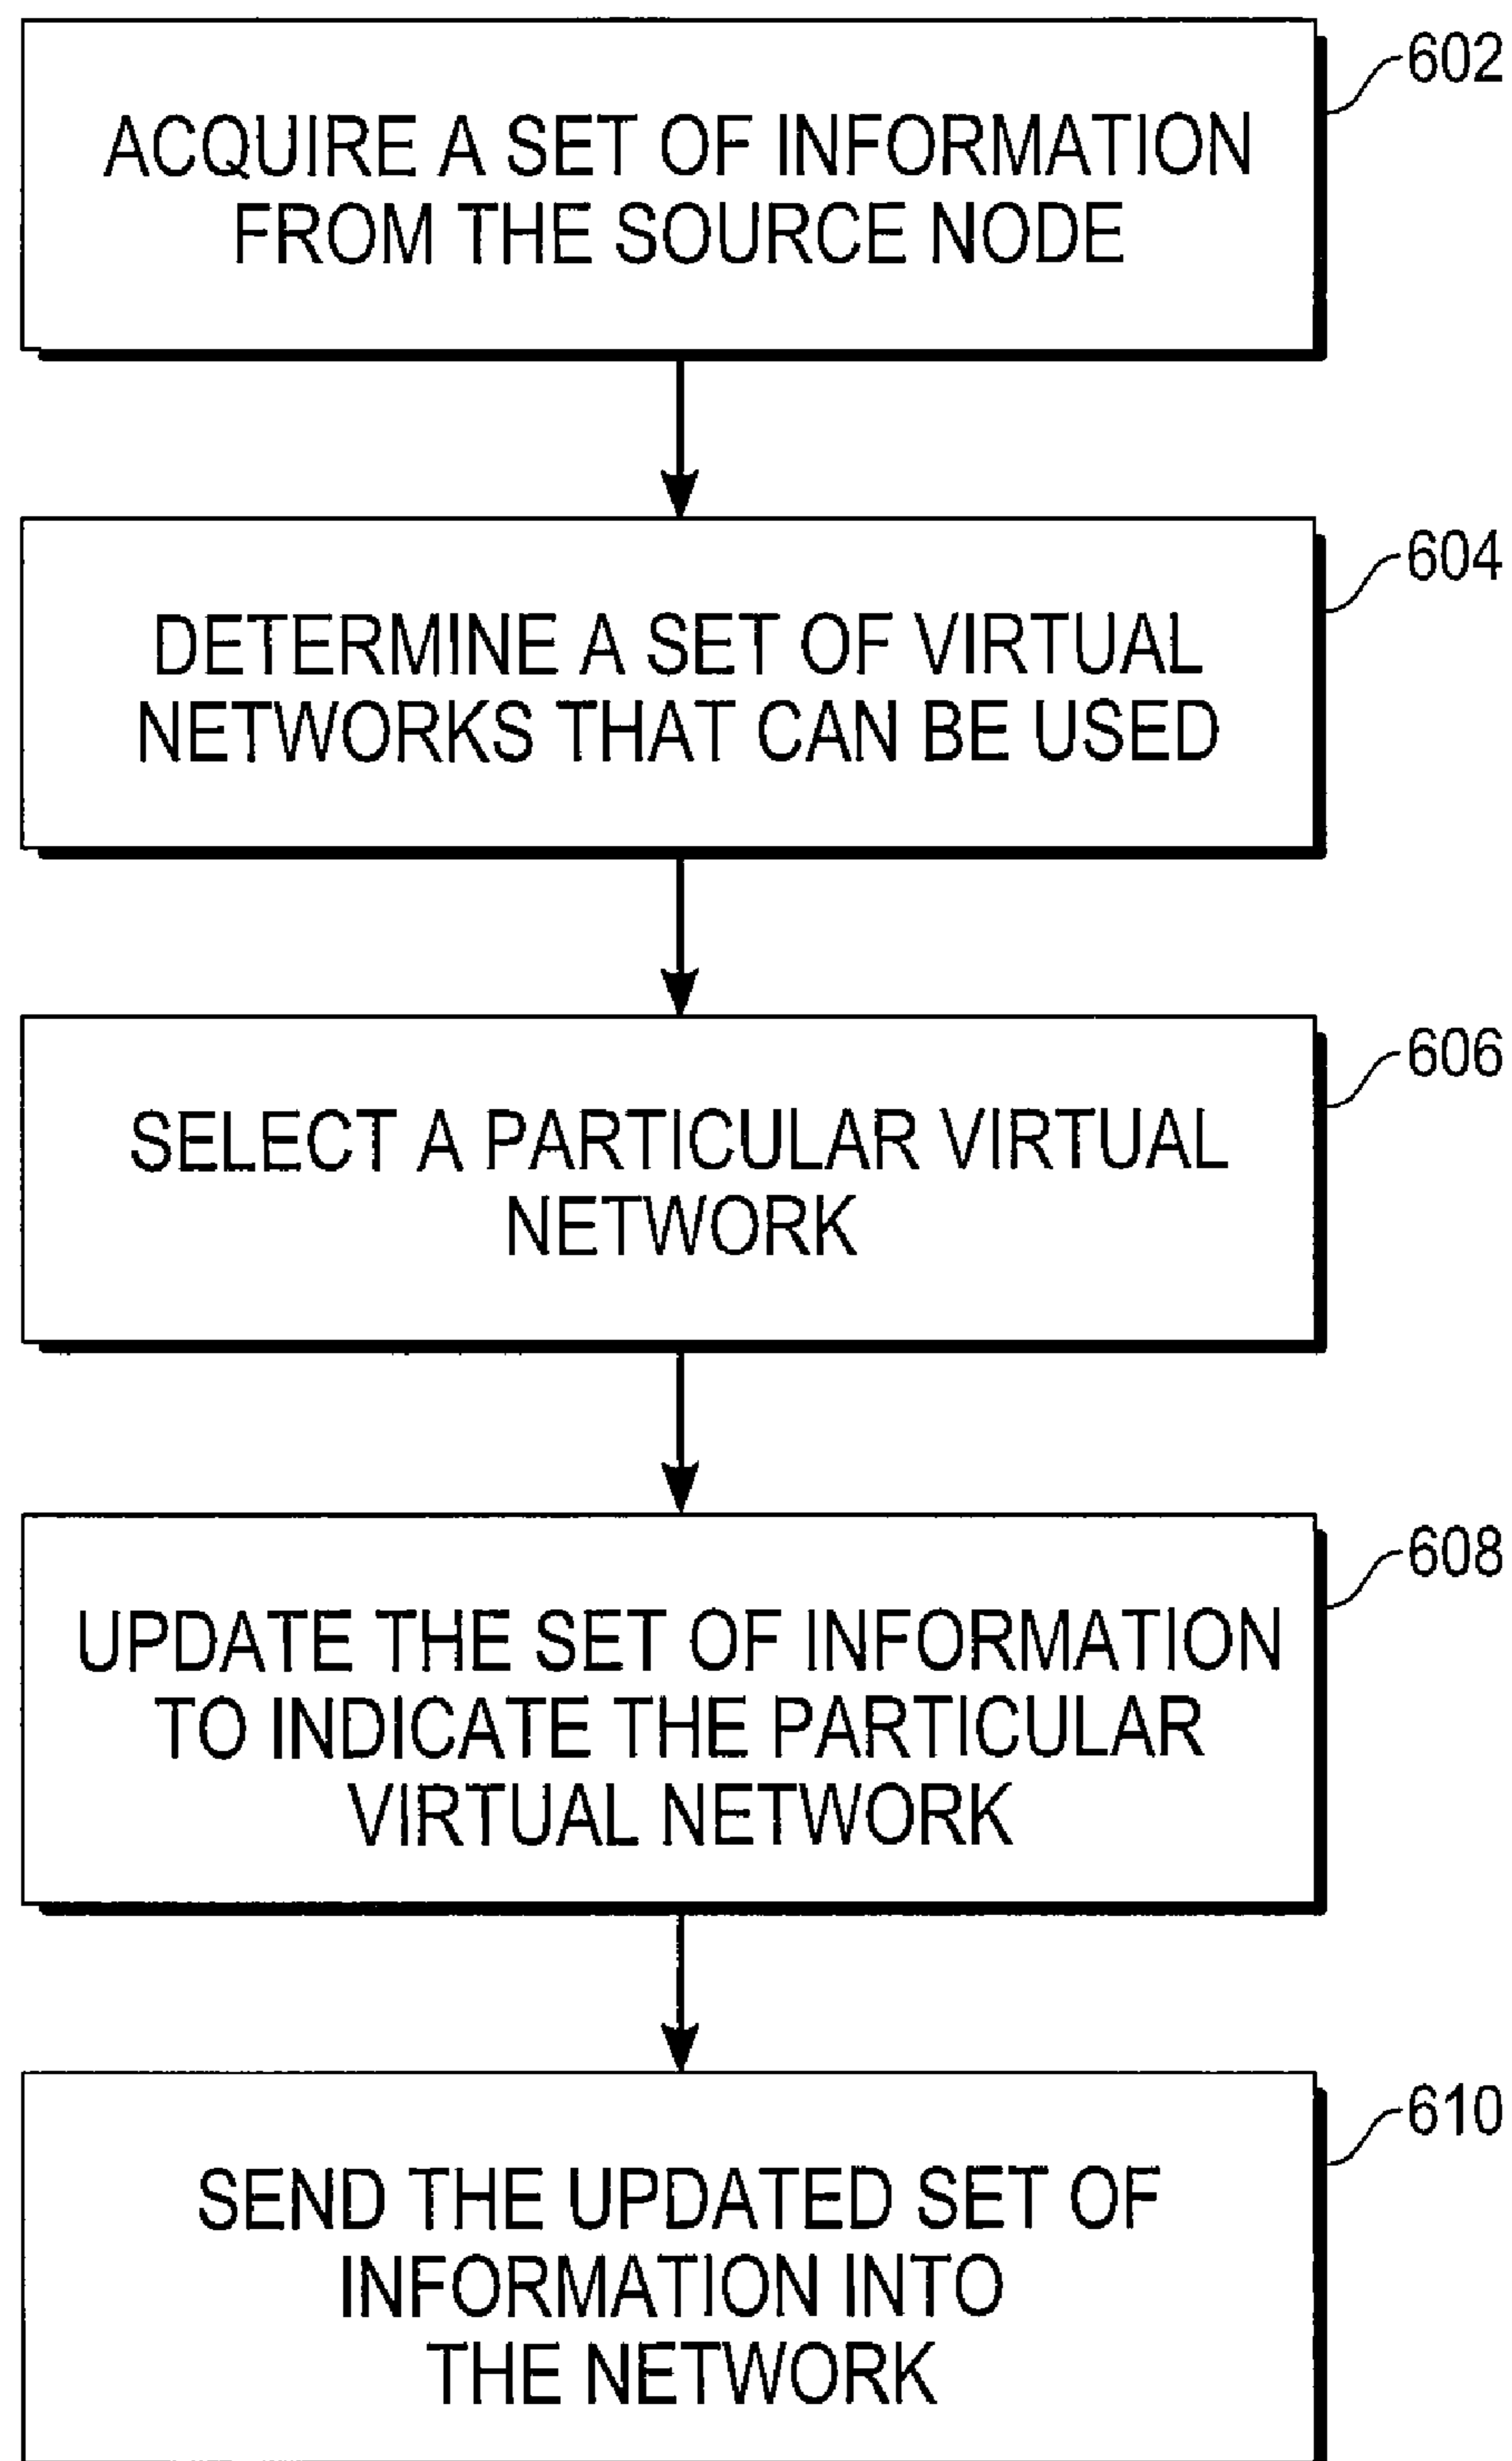 602
ACQUIRE A SET OF INFORMATION
FROM THE SOURCE NODE
604
DETERMINE A SET OF VIRTUAL
NETWORKS THAT CAN BE USED
606
SELECT A PARTICULAR VIRTUAL
NETWORK
608
UPDATE THE SET OF INFORMATION
TO INDICATE THE PARTICULAR
VIRTUAL NETWORK
610
SEND THE UPDATED SET OF
INFORMATION INTO
THE NETWORK